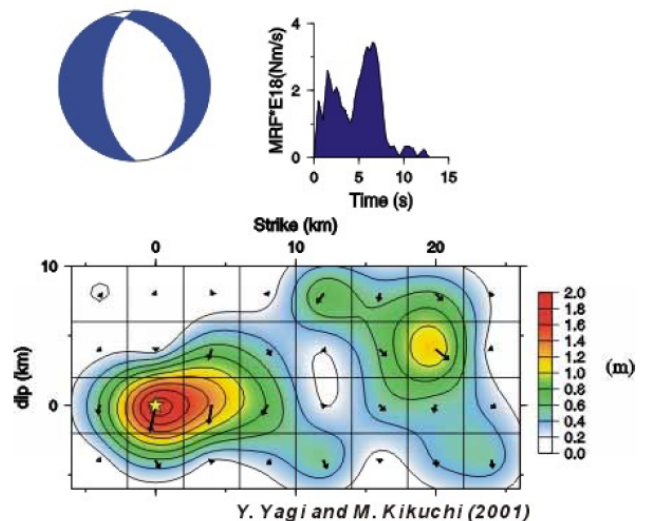 MRF*E18(Nm/s)
4
2
0
0 5 10 15
Time (s)
Strike (km)
0 10 20
dip (km)
10
0
2.0
1.8
1.6
1.4
1.2
1.0
0.8
0.6
0.4
0.2
0.0
(m)
Y. Yagi and M. Kikuchi (2001)